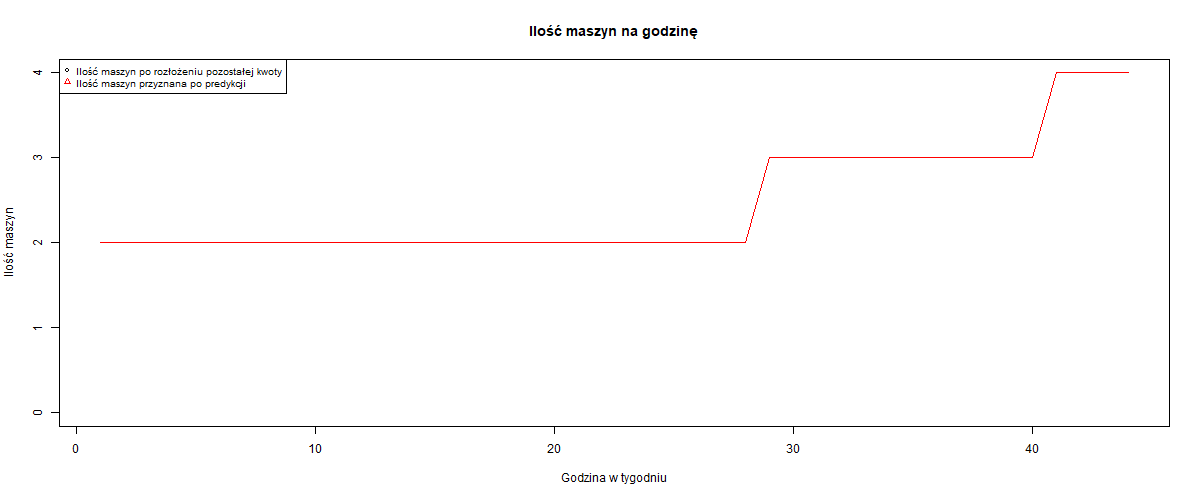 Ilość maszyn na godzinę
Ilość maszyn po rozłożeniu pozostałej kwoty
Ilość maszyn przyznana po predykcji
4
3
2
1
0
Ilość maszyn
0 10 20 30 40
Godzina w tygodniu